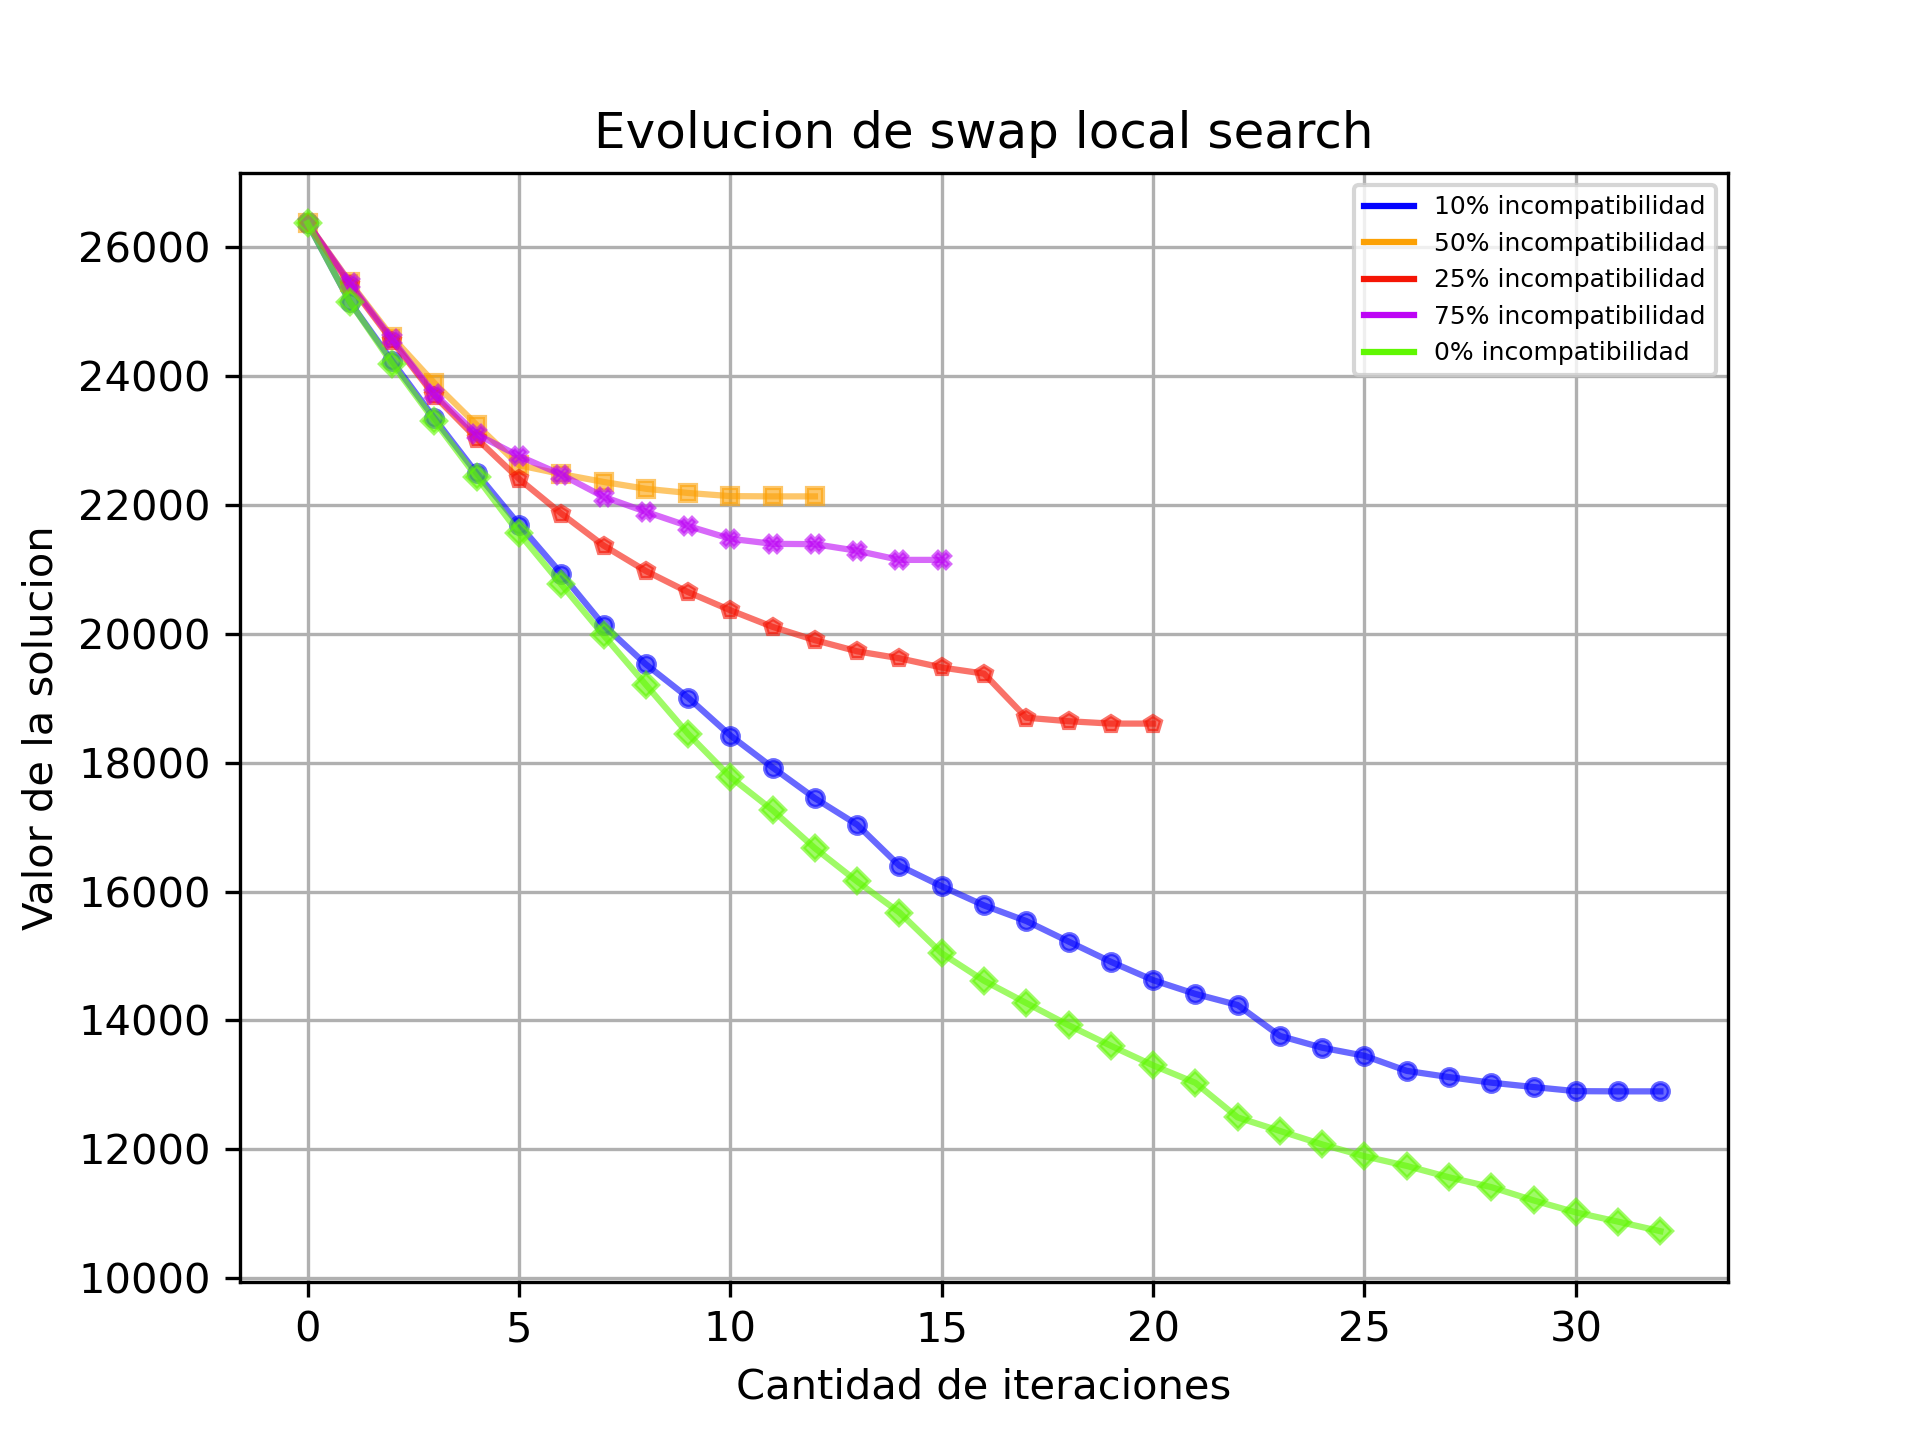 Evolucion de swap local search
10% incompatibilidad
50% incompatibilidad
25% incompatibilidad
75% incompatibilidad
0% incompatibilidad
Valor de la solucion
26000
24000
22000
20000
18000
16000
14000
12000
10000
0 5 10 15 20 25 30
Cantidad de iteraciones